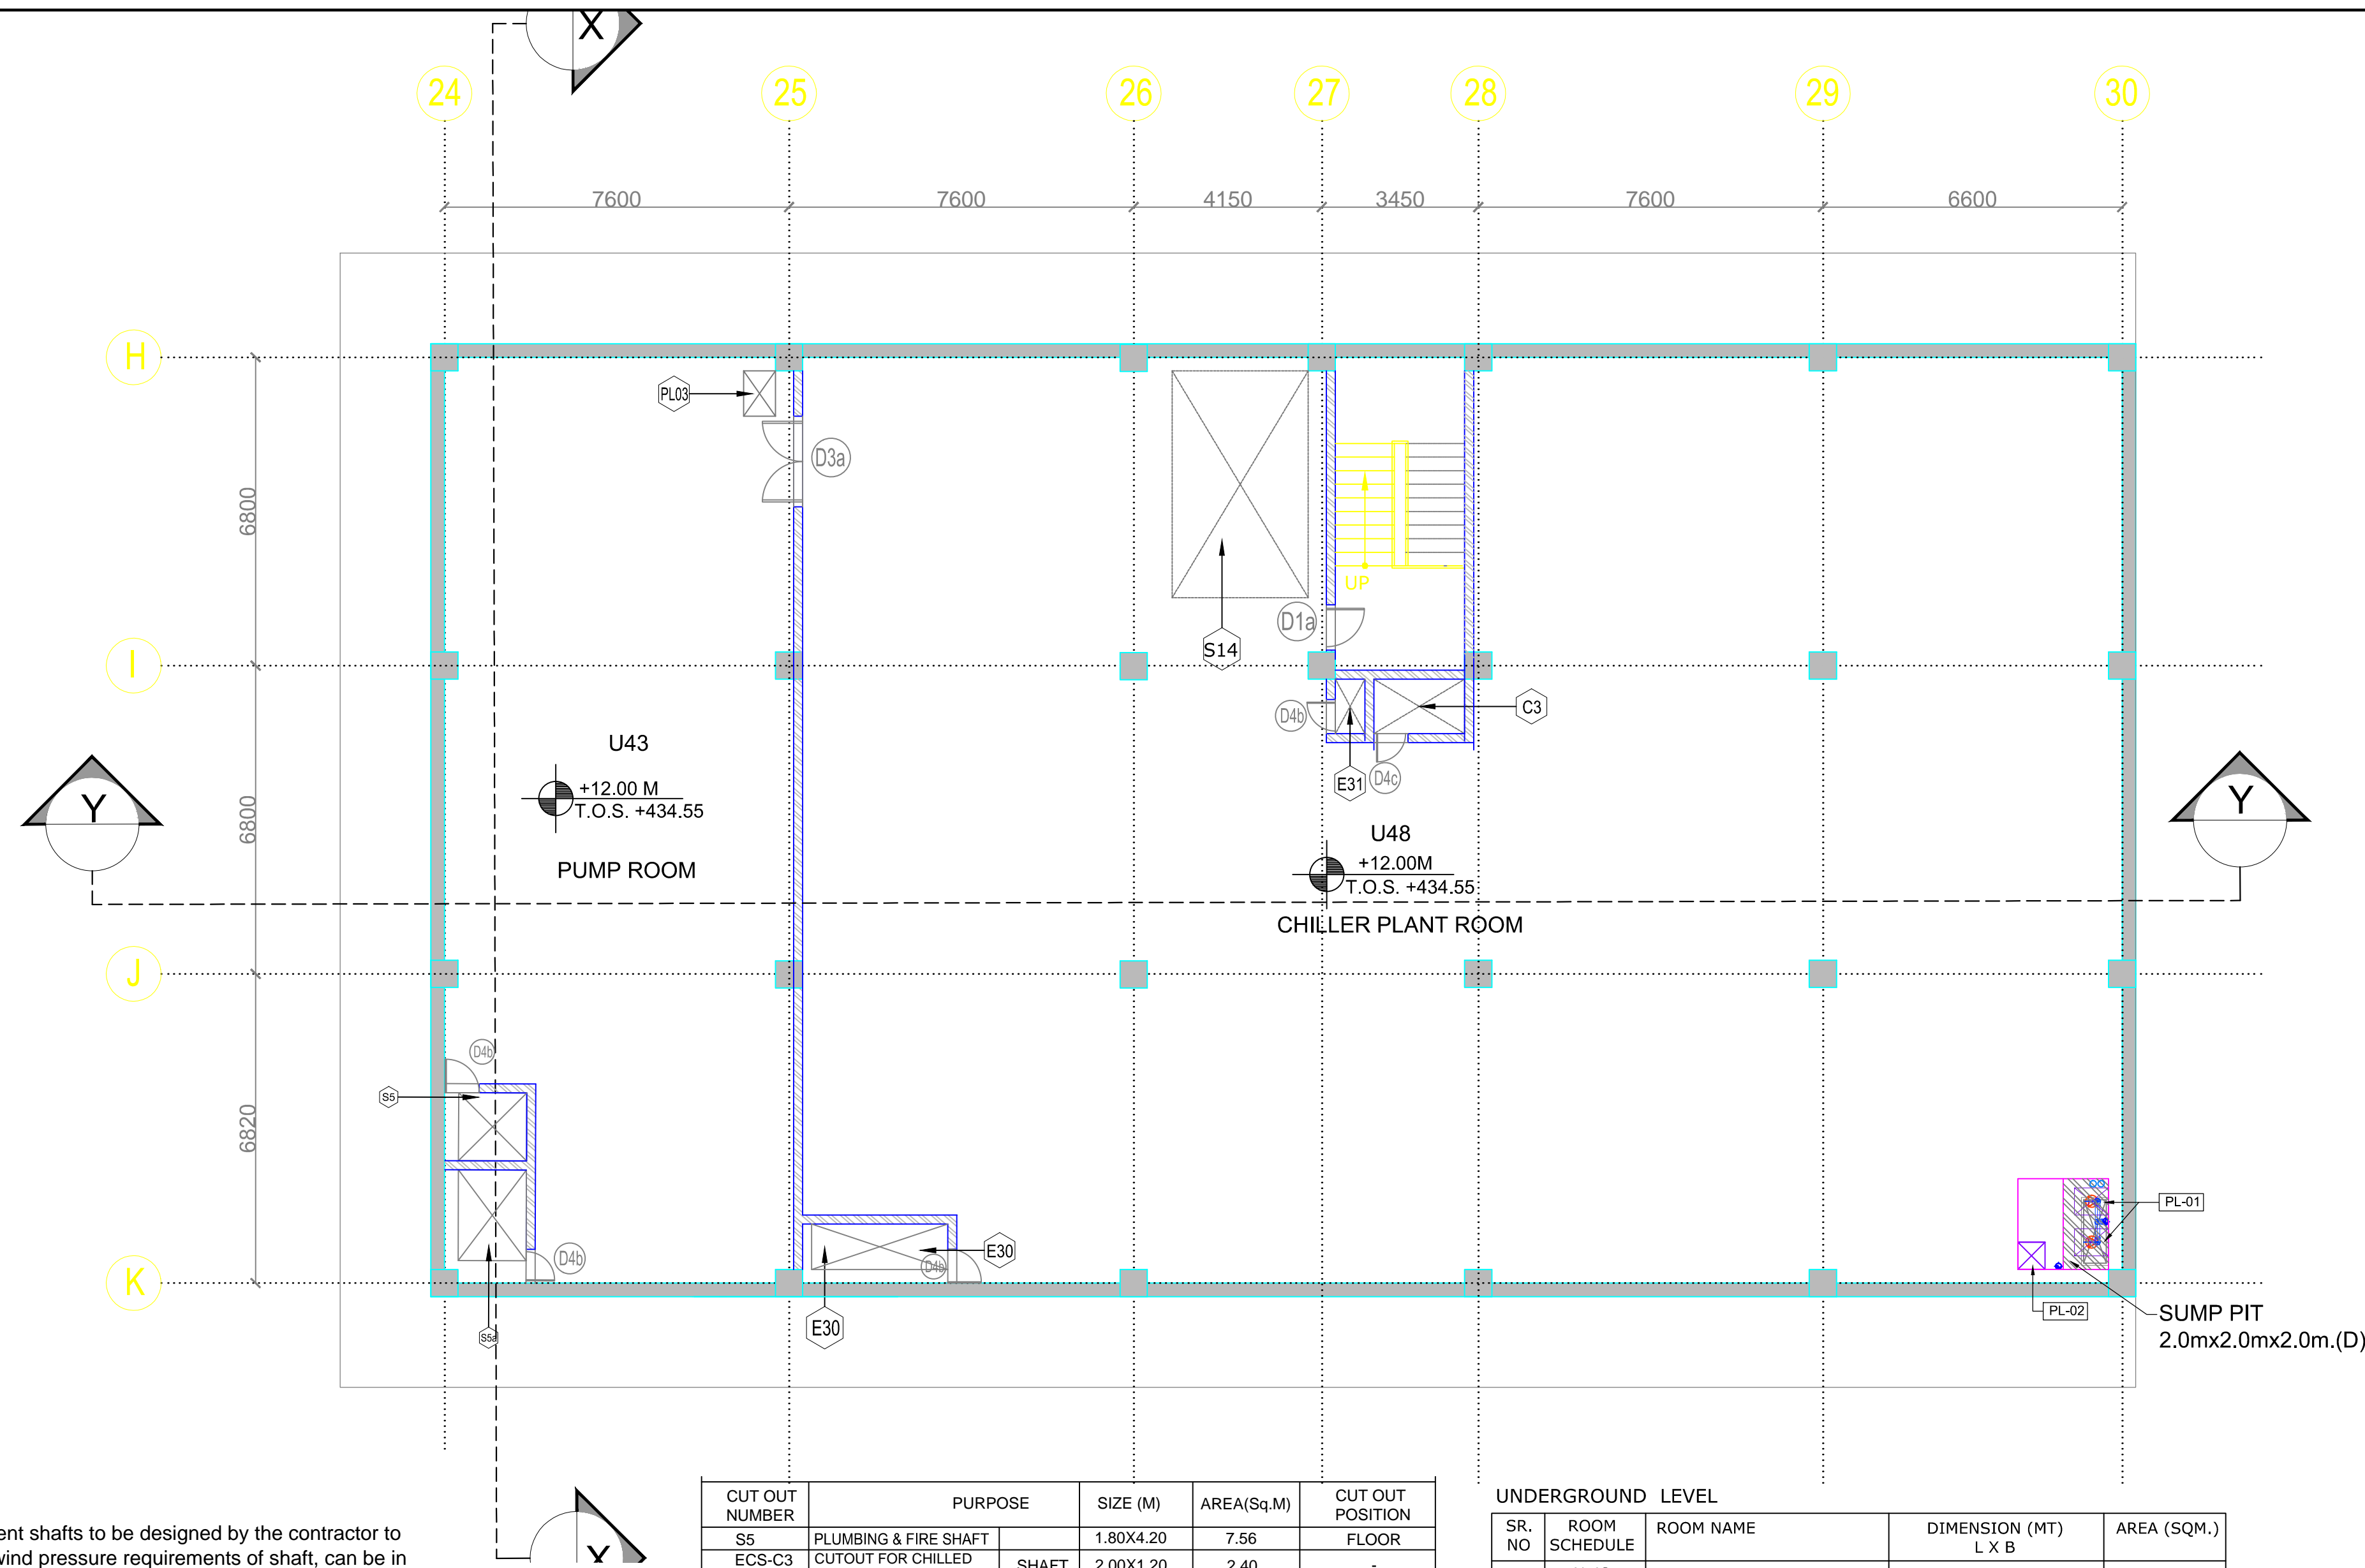 X
24 25 26 27 28 29 30
7600 7600 4150 3450 7600 6600
H
PL03
D3a
6800
UP
D1a
S14
I
D4b
C3
E31
D4c
U43
+12.00 M
T.O.S. +434.55
PUMP ROOM
6800
Y
Y
U48
+12.00M
T.O.S. +434.55
CHILLER PLANT ROOM
J
D4b
S5
6820
PL-01
E30
D4b
D4b
K
S5a
E30
PL-02
SUMP PIT
2.0mx2.0mx2.0m.(D)
X
ent shafts to be designed by the contractor to
wind pressure requirements of shaft, can be in
CUT OUT NUMBER PURPOSE SIZE (M) AREA(Sq.M) CUT OUT POSITION
S5 PLUMBING & FIRE SHAFT 1.80X4.20 7.56 FLOOR
ECS-C3 CUTOUT FOR CHILLED SHAFT 2.00X1.20 2.40 -
UNDERGROUND LEVEL
SR. NO ROOM SCHEDULE ROOM NAME DIMENSION (MT) L X B AREA (SQM.)